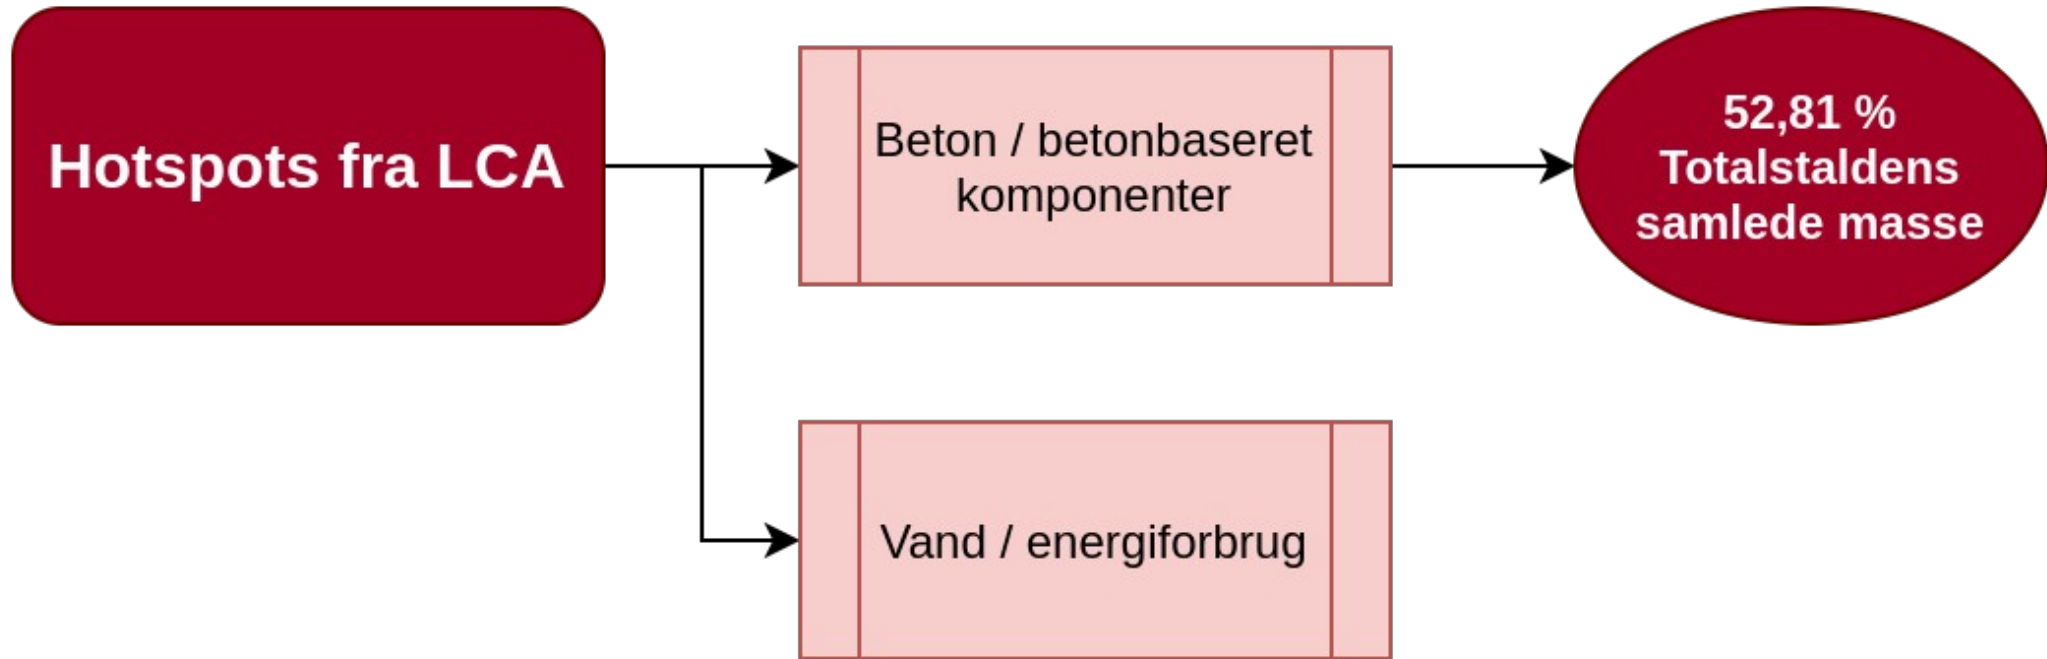 Hotspots fra LCA
Beton / betonbaseret
komponenter
52,81 %
Totalstaldens
samlede masse
Vand / energiforbrug